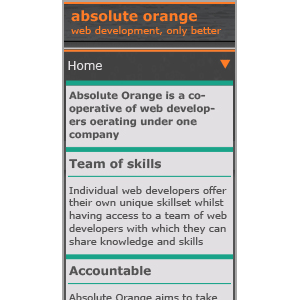 absolute orange
web development, only better
Home
Absolute Orange is a co-
operative of web develop-
ers oerating under one
company
Team of skills
Individual web developers offer
their own unique skillset whilst
having access to a team of web
developers with which they can
share knowledge and skills
Accountable
Absolute Orange aims to take